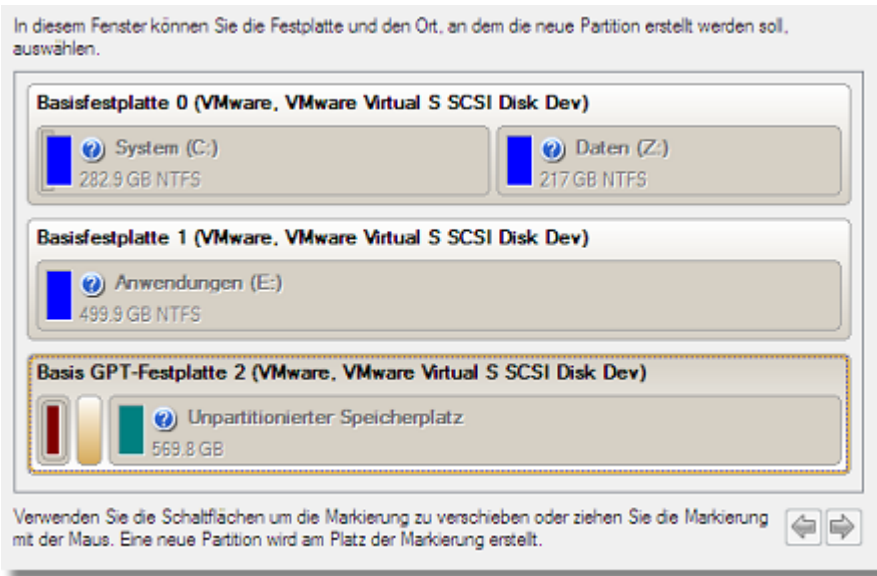 In diesem Fenster können Sie die Festplatte und den Ort, an dem die neue Partition erstellt werden soll,
auswählen.
Basisfestplatte 0 (VMware, VMware Virtual S SCSI Disk Dev)
System (C:)
282.9 GB NTFS
Daten (Z:)
217 GB NTFS
Basisfestplatte 1 (VMware, VMware Virtual S SCSI Disk Dev)
Anwendungen (E:)
499.9 GB NTFS
Basis GPT-Festplatte 2 (VMware, VMware Virtual S SCSI Disk Dev)
Unpartitionierter Speicherplatz
569.8 GB
Verwenden Sie die Schaltflächen um die Markierung zu verschieben oder ziehen Sie die Markierung
mit der Maus. Eine neue Partition wird am Platz der Markierung erstellt.